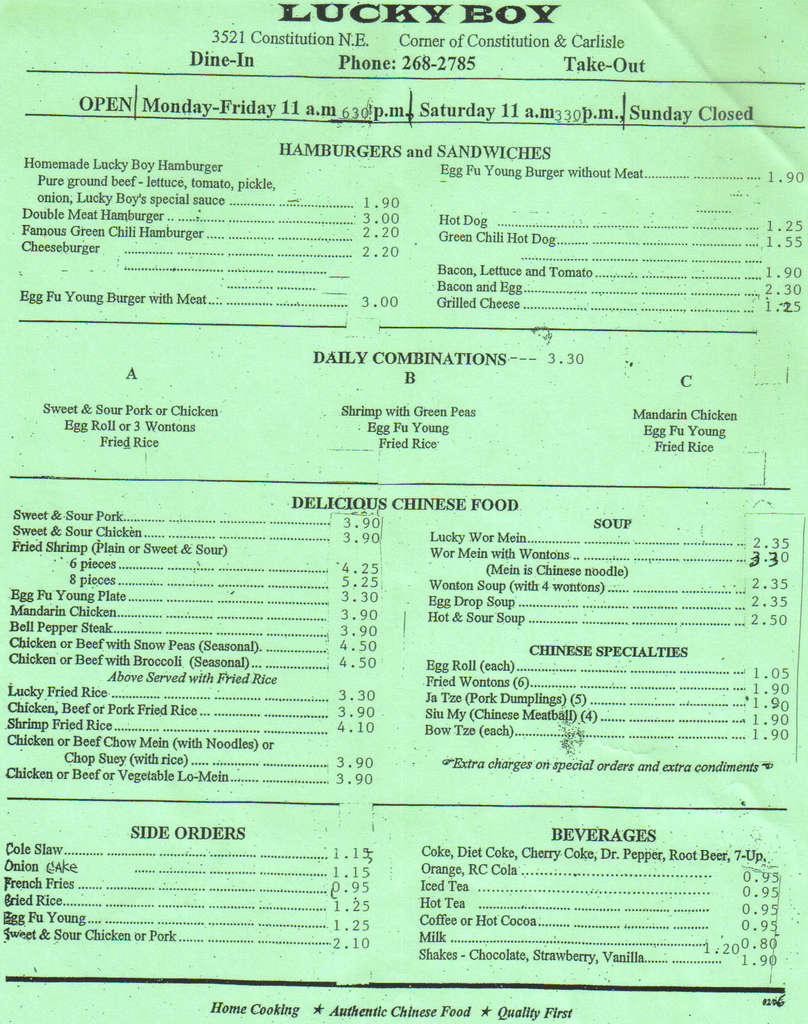 LUCKY BOY
3521 Constitution N.E. Corner of Constitution & Carlisle
Dine-In Phone: 268-2785 Take-Out
OPEN Monday-Friday 11 a.m 630 p.m. Saturday 11 a.m 330 p.m. Sunday Closed
HAMBURGERS and SANDWICHES
Homemade Lucky Boy Hamburger
Pure ground beef - lettuce, tomato, pickle,
onion, Lucky Boy's special sauce 1.90
Double Meat Hamburger 3.00
Famous Green Chili Hamburger 2.20
Cheeseburger 2.20
Egg Fu Young Burger with Meat 3.00
Egg Fu Young Burger without Meat 1.90
Hot Dog 1.25
Green Chili Hot Dog 1.55
Bacon, Lettuce and Tomato 1.90
Bacon and Egg 2.30
Grilled Cheese 1.25
DAILY COMBINATIONS --- 3.30
A
Sweet & Sour Pork or Chicken
Egg Roll or 3 Wontons
Fried Rice
B
Shrimp with Green Peas
Egg Fu Young
Fried Rice
C
Mandarin Chicken
Egg Fu Young
Fried Rice
DELICIOUS CHINESE FOOD
Sweet & Sour Pork 3.90
Sweet & Sour Chicken 3.90
Fried Shrimp (Plain or Sweet & Sour)
6 pieces 4.25
8 pieces 5.25
Egg Fu Young Plate 3.30
Mandarin Chicken 3.90
Bell Pepper Steak 3.90
Chicken or Beef with Snow Peas (Seasonal) 4.50
Chicken or Beef with Broccoli (Seasonal) 4.50
Above Served with Fried Rice
Lucky Fried Rice 3.30
Chicken, Beef or Pork Fried Rice 3.90
Shrimp Fried Rice 4.10
Chicken or Beef Chow Mein (with Noodles) or
Chop Suey (with rice) 3.90
Chicken or Beef or Vegetable Lo-Mein 3.90
SOUP
Lucky Wor Mein 2.35
Wor Mein with Wontons 3.30
(Mein is Chinese noodle)
Wonton Soup (with 4 wontons) 2.35
Egg Drop Soup 2.35
Hot & Sour Soup 2.50
CHINESE SPECIALTIES
Egg Roll (each) 1.05
Fried Wontons (6) 1.90
Ja Tze (Pork Dumplings) (5) 1.90
Siu My (Chinese Meatball) (4) 1.90
Bow Tze (each) 1.90
☞Extra charges on special orders and extra condiments☜
SIDE ORDERS
Cole Slaw 1.15
Onion CAKE 1.15
French Fries 0.95
Fried Rice 1.25
Egg Fu Young 1.25
Sweet & Sour Chicken or Pork 2.10
BEVERAGES
Coke, Diet Coke, Cherry Coke, Dr. Pepper, Root Beer, 7-Up,
Orange, RC Cola 0.95
Iced Tea 0.95
Hot Tea 0.95
Coffee or Hot Cocoa 0.95
Milk 1.20 0.80
Shakes - Chocolate, Strawberry, Vanilla 1.90
Home Cooking ★ Authentic Chinese Food ★ Quality First